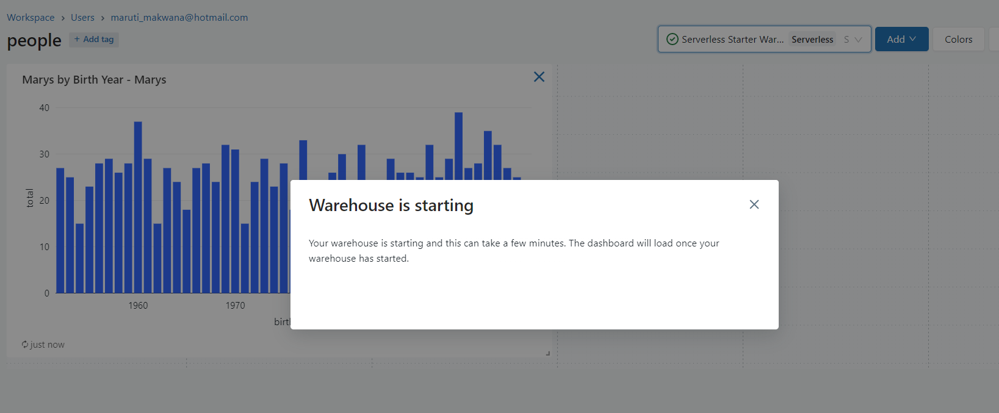 Workspace > Users > maruti_makwana@hotmail.com
people + Add tag
Serverless Starter War... Serverless S
Add
Colors
Marys by Birth Year - Marys
40
30
20
10
0
total
1960
1970
just now
Warehouse is starting
Your warehouse is starting and this can take a few minutes. The dashboard will load once your
warehouse has started.